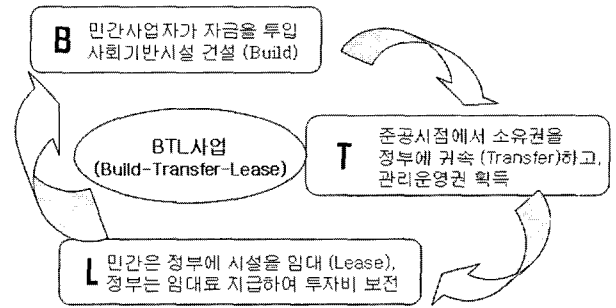 B 민간사업자가 자금을 투입
사회기반시설 건설 (Build)
BTL사업
(Build-Transfer-Lease)
T 준공시점에서 소유권을
정부에 귀속 (Transfer)하고,
관리운영권 획득
L 민간은 정부에 시설을 임대 (Lease),
정부는 임대료 지급하여 투자비 보전